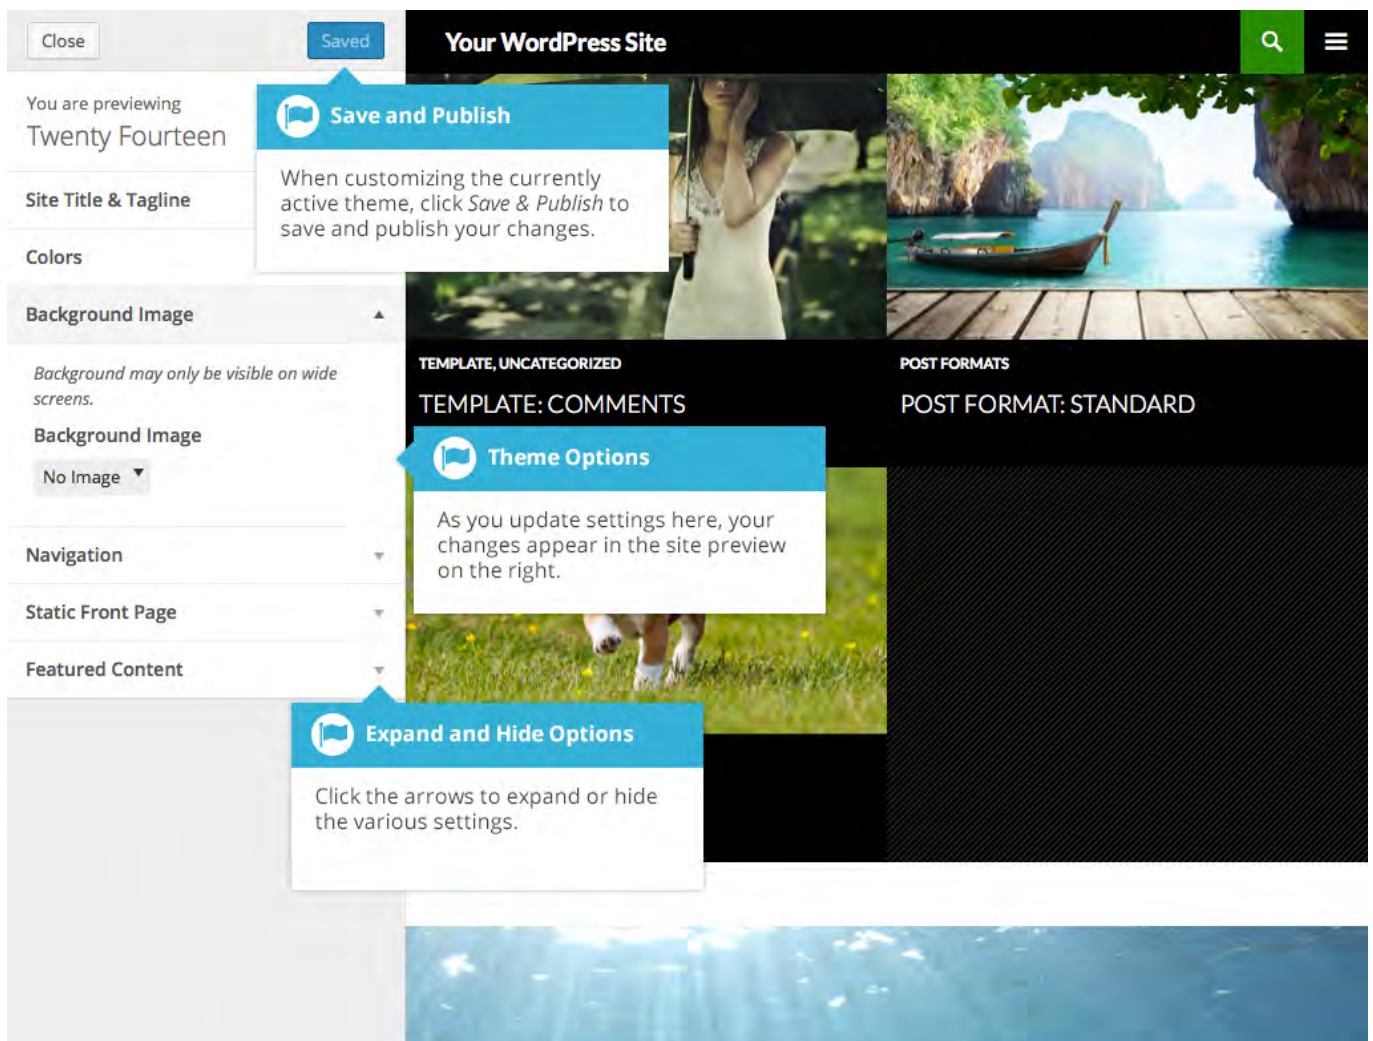 Close
Saved
Your WordPress Site
You are previewing
Twenty Fourteen
Save and Publish
When customizing the currently
active theme, click Save & Publish to
save and publish your changes.
Site Title & Tagline
Colors
Background Image
Background may only be visible on wide
screens.
Background Image
No Image
TEMPLATE, UNCATEGORIZED
TEMPLATE: COMMENTS
POST FORMATS
POST FORMAT: STANDARD
Theme Options
As you update settings here, your
changes appear in the site preview
on the right.
Navigation
Static Front Page
Featured Content
Expand and Hide Options
Click the arrows to expand or hide
the various settings.